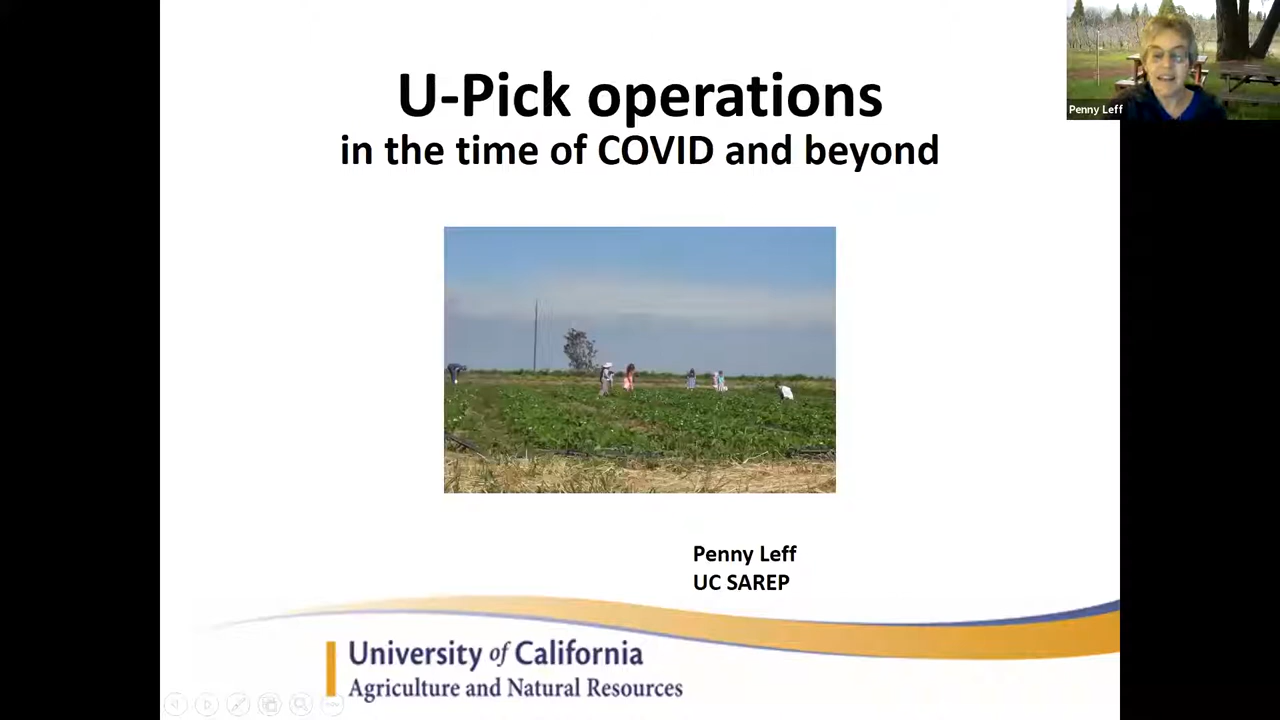 U-Pick operations
in the time of COVID and beyond
Penny Leff
Penny Leff
UC SAREP
University of California
Agriculture and Natural Resources